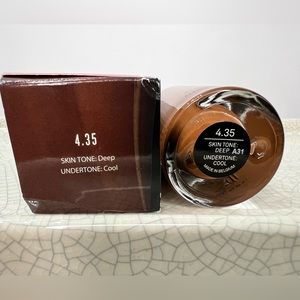 4.35
SKIN TONE: Deep
UNDERTONE: Cool
4.35
SKIN TONE:
DEEP A31
UNDERTONE:
COOL
MADE IN BELGIUM